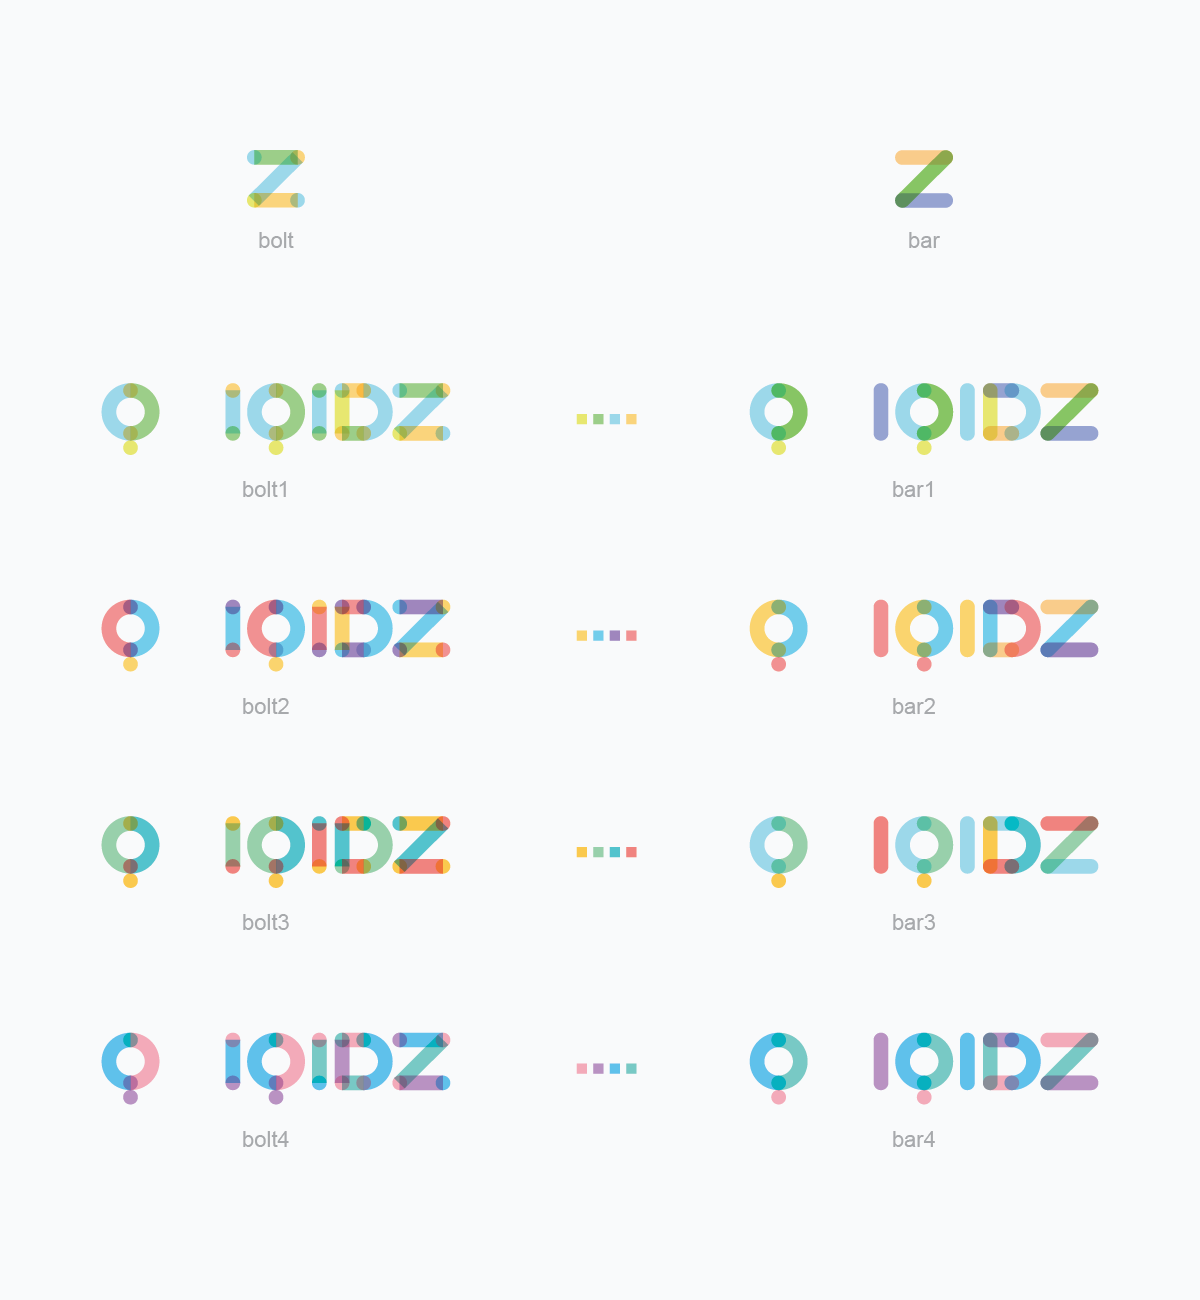 Z Z
bolt bar
Q IQIDZ Q IQIDZ
bolt1 bar1
Q IQIDZ Q IQIDZ
bolt2 bar2
Q IQIDZ Q IQIDZ
bolt3 bar3
Q IQIDZ Q IQIDZ
bolt4 bar4